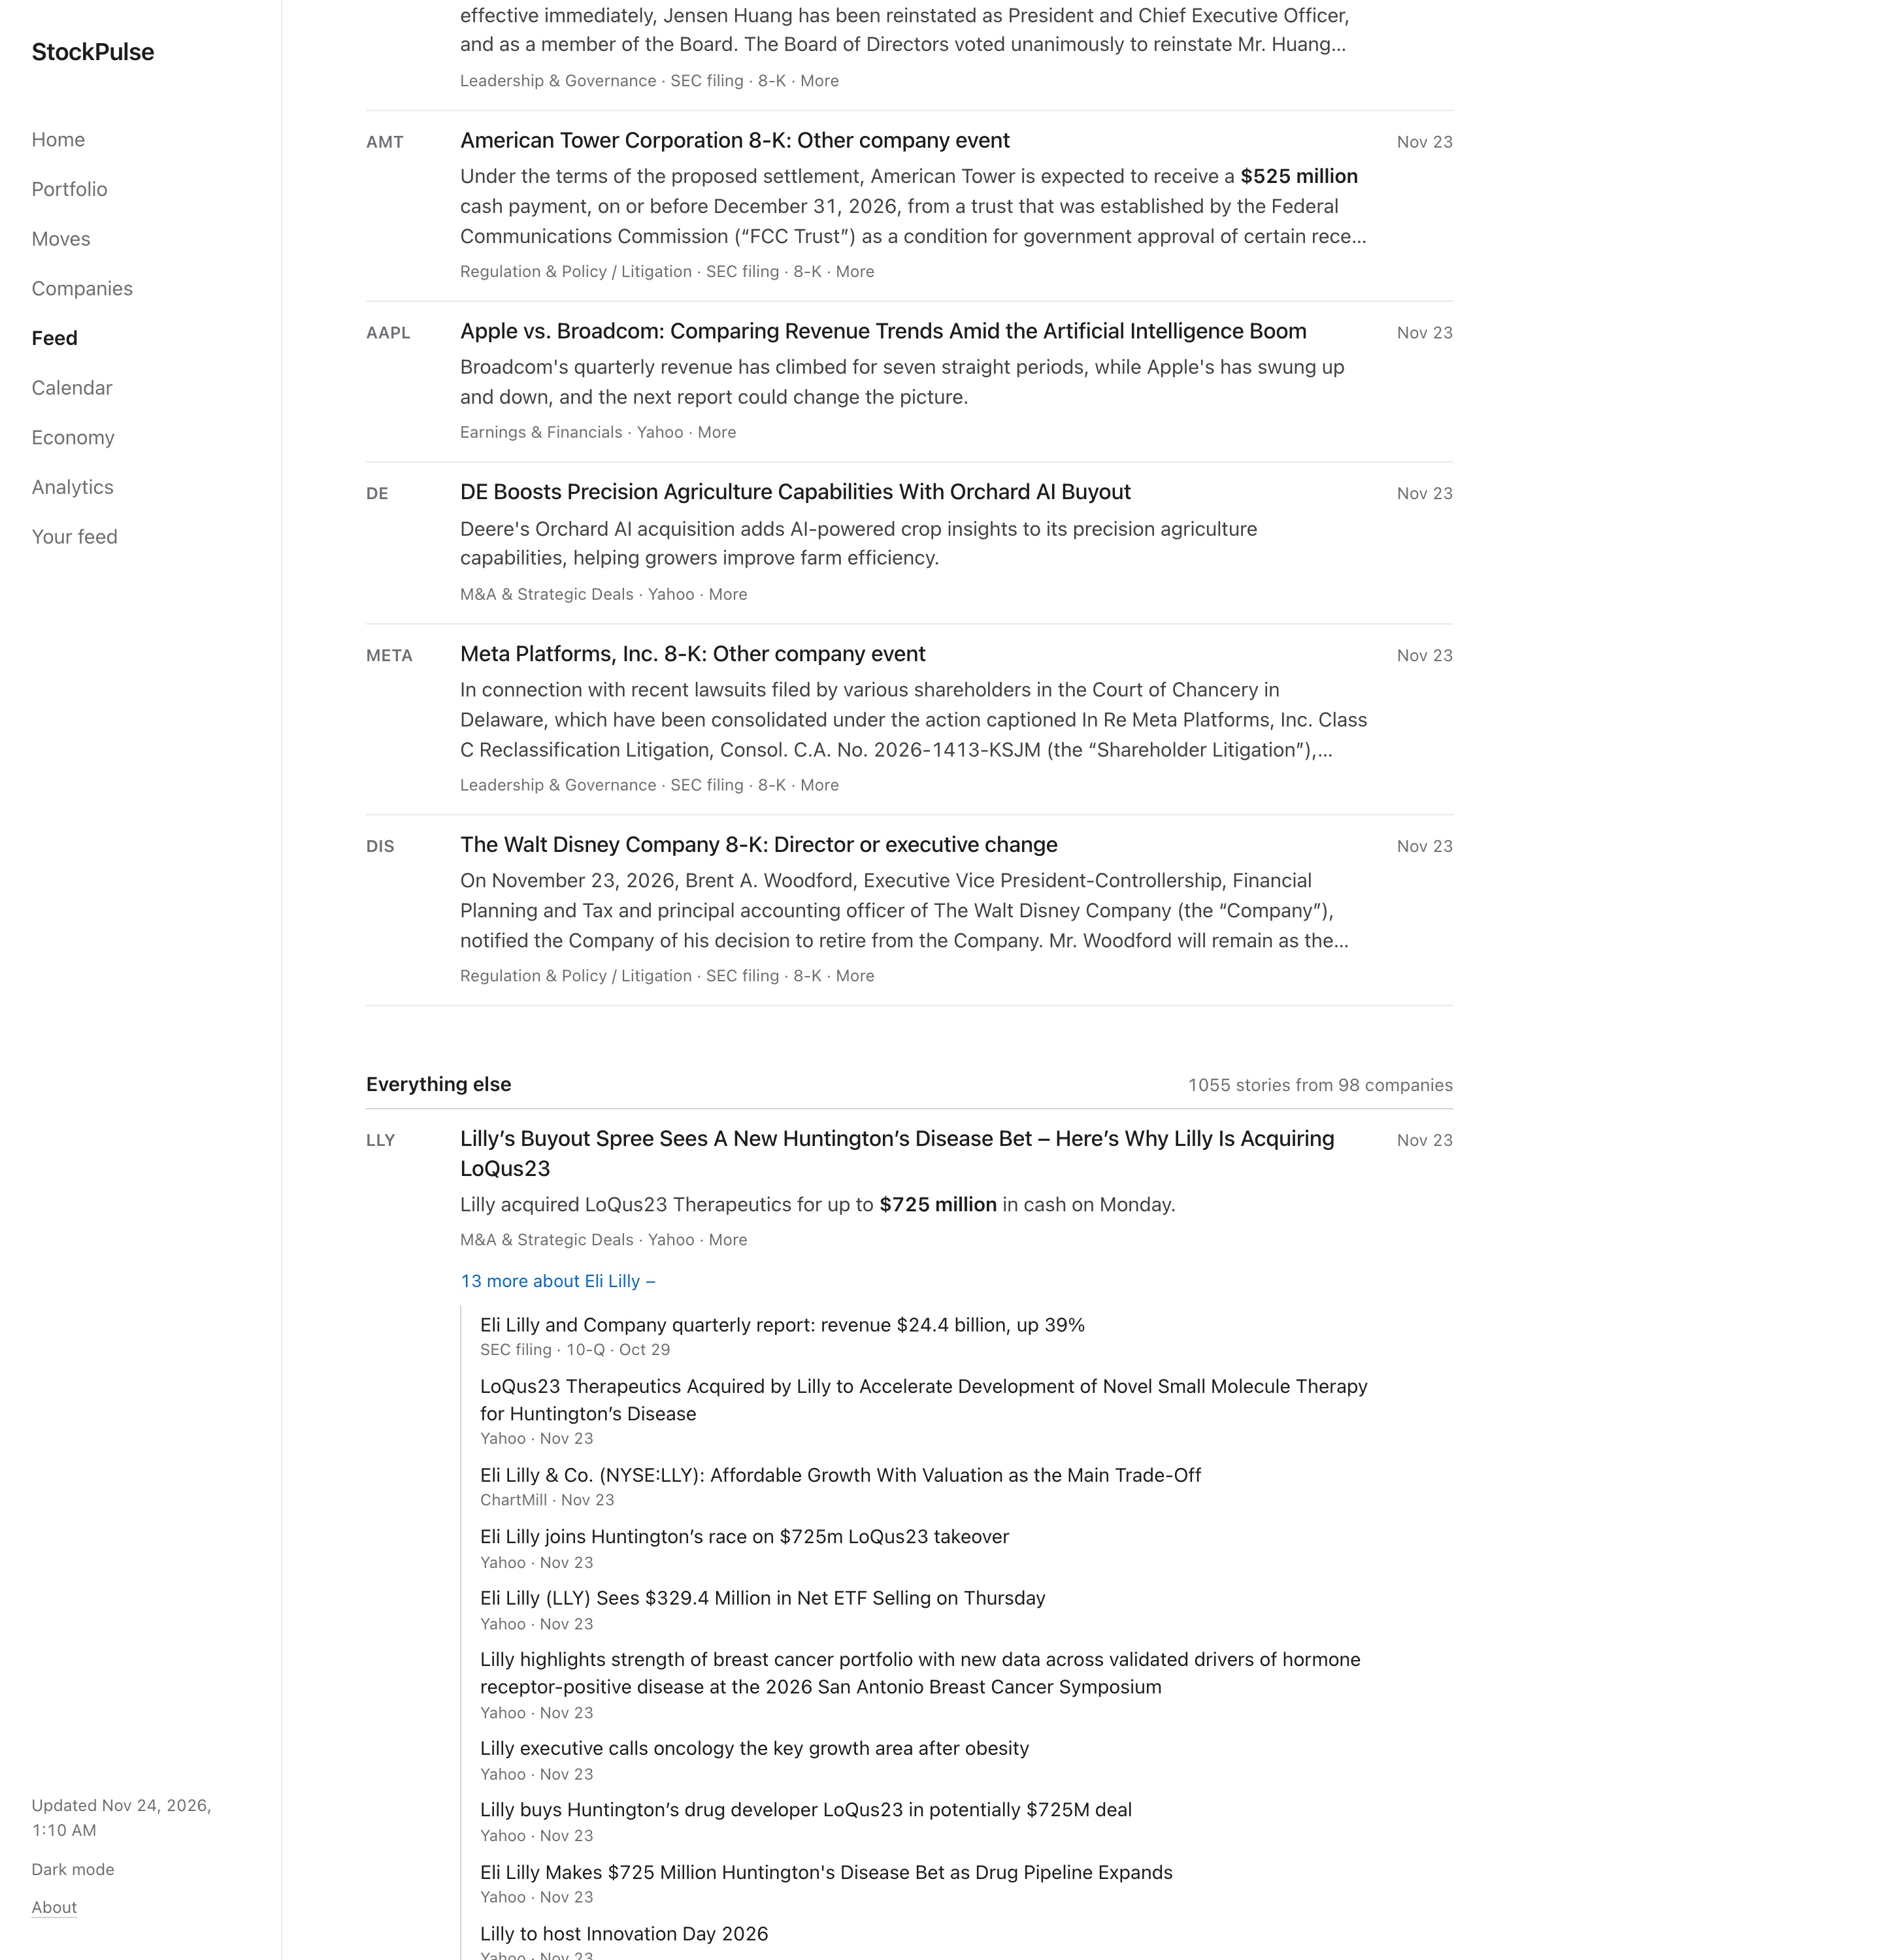 StockPulse
Home
Portfolio
Moves
Companies
Feed
Calendar
Economy
Analytics
Your feed
Updated Nov 24, 2026,
1:10 AM
Dark mode
About
effective immediately, Jensen Huang has been reinstated as President and Chief Executive Officer,
and as a member of the Board. The Board of Directors voted unanimously to reinstate Mr. Huang...
Leadership & Governance · SEC filing · 8-K · More
AMT
American Tower Corporation 8-K: Other company event
Nov 23
Under the terms of the proposed settlement, American Tower is expected to receive a $525 million
cash payment, on or before December 31, 2026, from a trust that was established by the Federal
Communications Commission (“FCC Trust”) as a condition for government approval of certain rece...
Regulation & Policy / Litigation · SEC filing · 8-K · More
AAPL
Apple vs. Broadcom: Comparing Revenue Trends Amid the Artificial Intelligence Boom
Nov 23
Broadcom's quarterly revenue has climbed for seven straight periods, while Apple's has swung up
and down, and the next report could change the picture.
Earnings & Financials · Yahoo · More
DE
DE Boosts Precision Agriculture Capabilities With Orchard AI Buyout
Nov 23
Deere's Orchard AI acquisition adds AI-powered crop insights to its precision agriculture
capabilities, helping growers improve farm efficiency.
M&A & Strategic Deals · Yahoo · More
META
Meta Platforms, Inc. 8-K: Other company event
Nov 23
In connection with recent lawsuits filed by various shareholders in the Court of Chancery in
Delaware, which have been consolidated under the action captioned In Re Meta Platforms, Inc. Class
C Reclassification Litigation, Consol. C.A. No. 2026-1413-KSJM (the “Shareholder Litigation”),...
Leadership & Governance · SEC filing · 8-K · More
DIS
The Walt Disney Company 8-K: Director or executive change
Nov 23
On November 23, 2026, Brent A. Woodford, Executive Vice President-Controllership, Financial
Planning and Tax and principal accounting officer of The Walt Disney Company (the “Company”),
notified the Company of his decision to retire from the Company. Mr. Woodford will remain as the...
Regulation & Policy / Litigation · SEC filing · 8-K · More
Everything else
1055 stories from 98 companies
LLY
Lilly’s Buyout Spree Sees A New Huntington’s Disease Bet – Here’s Why Lilly Is Acquiring
LoQus23
Nov 23
Lilly acquired LoQus23 Therapeutics for up to $725 million in cash on Monday.
M&A & Strategic Deals · Yahoo · More
13 more about Eli Lilly –
Eli Lilly and Company quarterly report: revenue $24.4 billion, up 39%
SEC filing · 10-Q · Oct 29
LoQus23 Therapeutics Acquired by Lilly to Accelerate Development of Novel Small Molecule Therapy
for Huntington’s Disease
Yahoo · Nov 23
Eli Lilly & Co. (NYSE:LLY): Affordable Growth With Valuation as the Main Trade-Off
ChartMill · Nov 23
Eli Lilly joins Huntington’s race on $725m LoQus23 takeover
Yahoo · Nov 23
Eli Lilly (LLY) Sees $329.4 Million in Net ETF Selling on Thursday
Yahoo · Nov 23
Lilly highlights strength of breast cancer portfolio with new data across validated drivers of hormone
receptor-positive disease at the 2026 San Antonio Breast Cancer Symposium
Yahoo · Nov 23
Lilly executive calls oncology the key growth area after obesity
Yahoo · Nov 23
Lilly buys Huntington’s drug developer LoQus23 in potentially $725M deal
Yahoo · Nov 23
Eli Lilly Makes $725 Million Huntington's Disease Bet as Drug Pipeline Expands
Yahoo · Nov 23
Lilly to host Innovation Day 2026
Yahoo · Nov 23